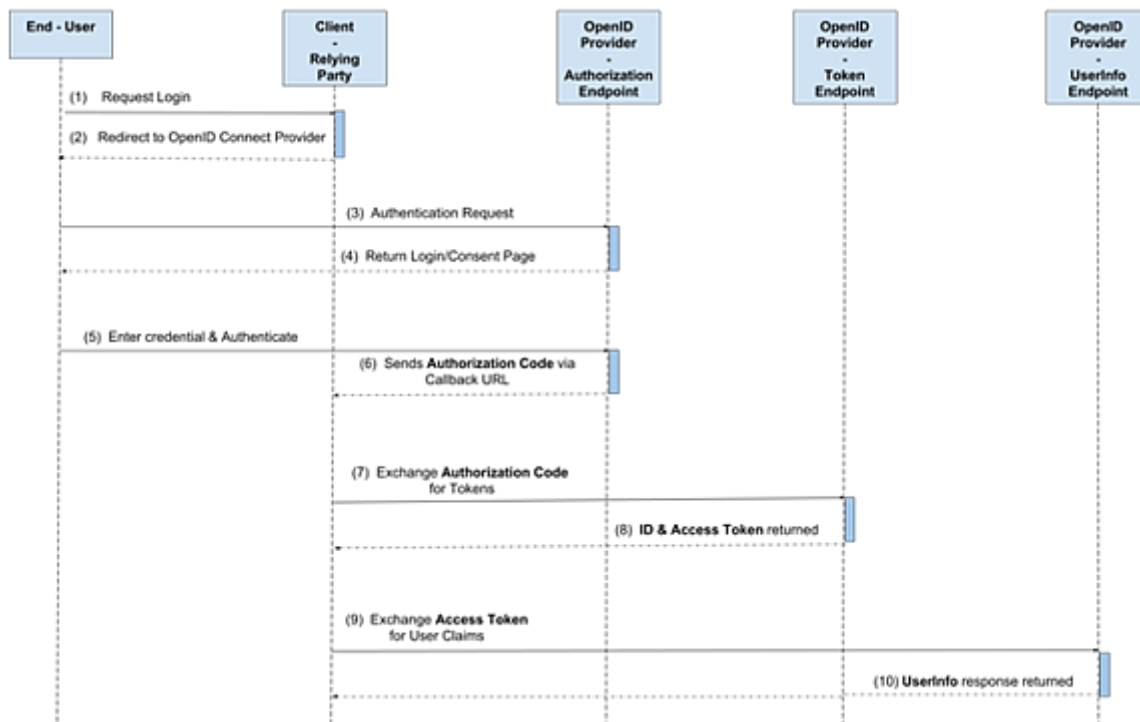 End - User
Client
-
Relying
Party
OpenID
Provider
-
Authorization
Endpoint
OpenID
Provider
-
Token
Endpoint
OpenID
Provider
-
UserInfo
Endpoint
(1) Request Login
(2) Redirect to OpenID Connect Provider
(3) Authentication Request
(4) Return Login/Consent Page
(5) Enter credential & Authenticate
(6) Sends Authorization Code via
Callback URL
(7) Exchange Authorization Code
for Tokens
(8) ID & Access Token returned
(9) Exchange Access Token
for User Claims
(10) UserInfo response returned